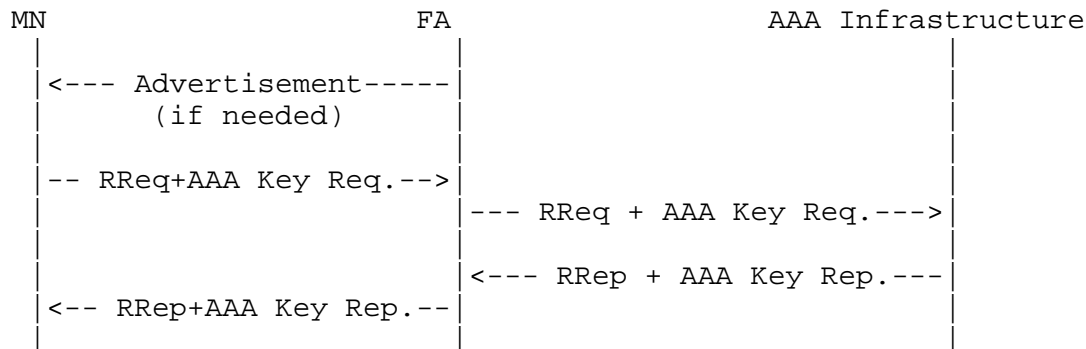 MN                     FA                AAA Infrastructure
<--- Advertisement-----
(if needed)
-- RReq+AAA Key Req.-->
--- RReq + AAA Key Req.--->
<--- RRep + AAA Key Rep.---
<-- RRep+AAA Key Rep.--